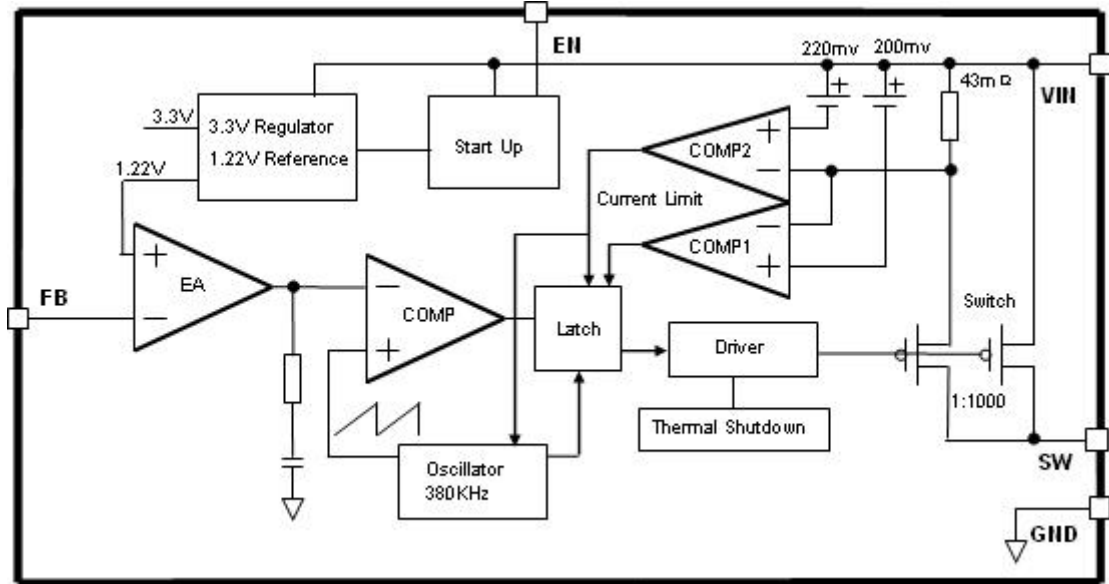 EN
220mv 200mv
43mΩ
VIN
3.3V
3.3V Regulator
1.22V Reference
1.22V
Start Up
+
COMP2
−
Current Limit
−
COMP1
+
FB
+
EA
−
−
COMP
+
Latch
Driver
Switch
1:1000
Thermal Shutdown
Oscillator
380KHz
SW
GND